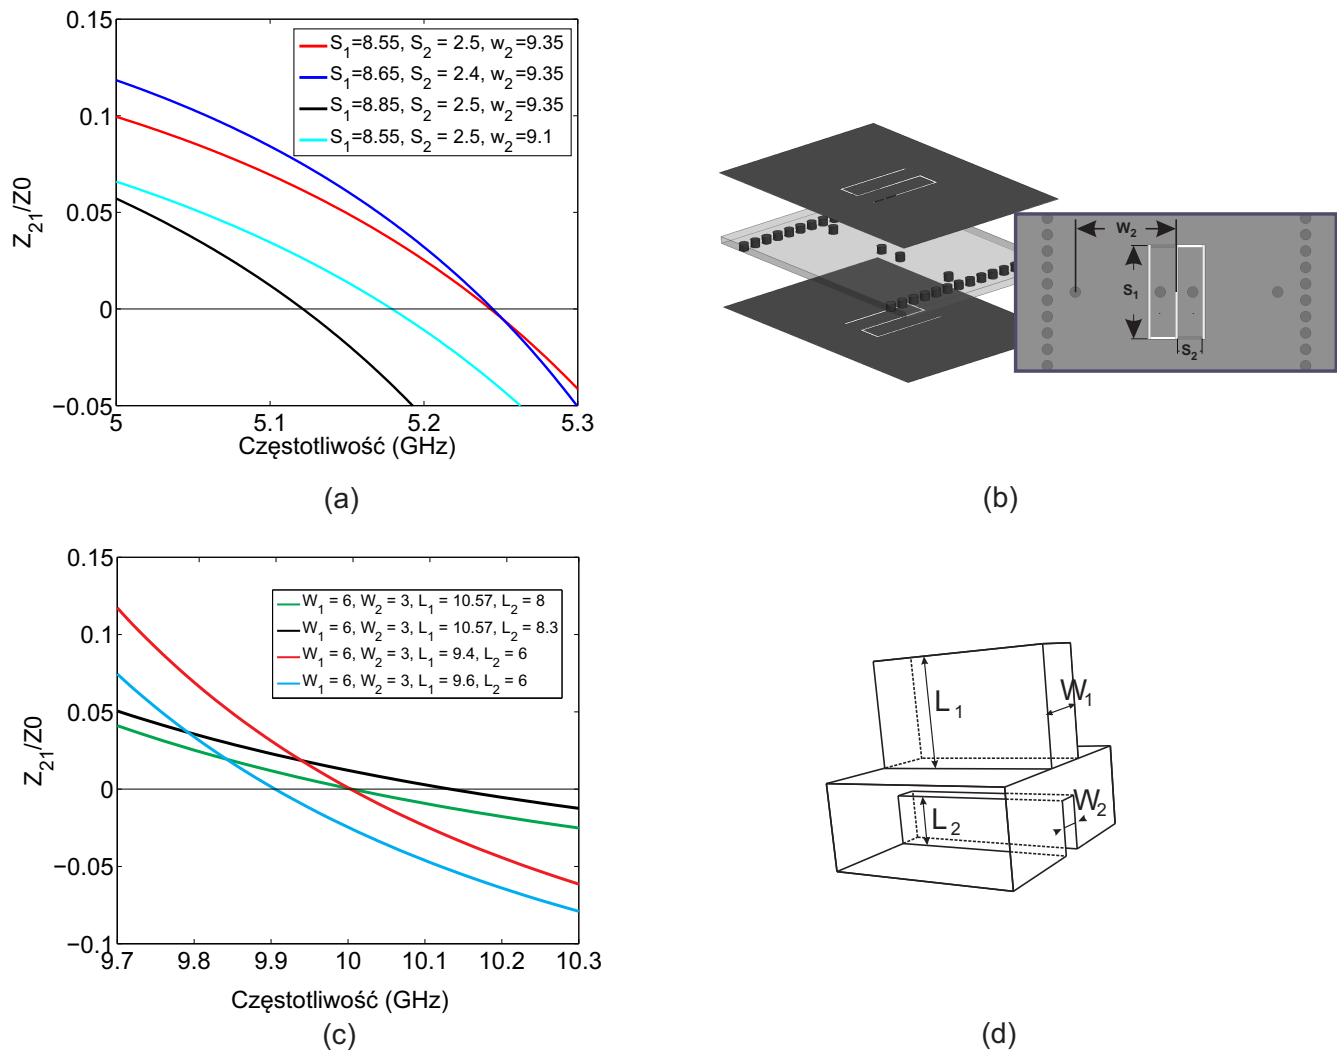 0.15
0.1
0.05
0
−0.05
Z21/Z0
S1=8.55, S2 = 2.5, w2=9.35
S1=8.65, S2 = 2.4, w2=9.35
S1=8.85, S2 = 2.5, w2=9.35
S1=8.55, S2 = 2.5, w2=9.1
5 5.1 5.2 5.3
Częstotliwość (GHz)
(a)
W2
S1
S2
(b)
0.15
0.1
0.05
0
−0.05
−0.1
Z21/Z0
W1 = 6, W2 = 3, L1 = 10.57, L2 = 8
W1 = 6, W2 = 3, L1 = 10.57, L2 = 8.3
W1 = 6, W2 = 3, L1 = 9.4, L2 = 6
W1 = 6, W2 = 3, L1 = 9.6, L2 = 6
9.7 9.8 9.9 10 10.1 10.2 10.3
Częstotliwość (GHz)
(c)
L1
W1
L2
W2
(d)